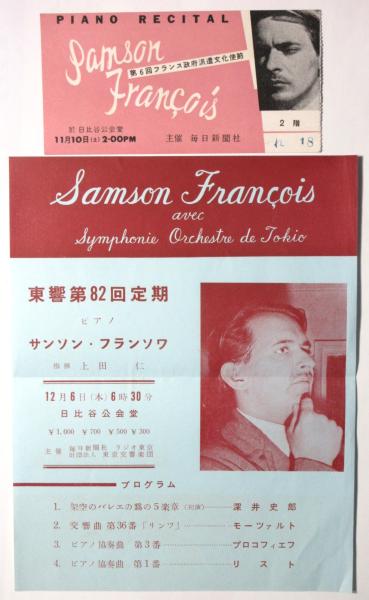 PIANO RECITAL
Samson
François
第6回フランス政府派遣文化使節
於 日比谷公会堂
11月10日(土) 2·00PM
主催 毎日新聞社
2階
18
Samson François
avec
Symphonie Orchestre de Tokio
東響第82回定期
ピアノ
サンソン・フランソワ
指揮 上田 仁
12月6日(木)6時30分
日比谷公会堂
¥1,000 ¥700 ¥500 ¥300
主催 毎日新聞社 ラジオ東京
財団法人 東京交響楽団
プログラム
1. 架空のバレエの為の5楽章(初演) 深井史郎
2. 交響曲 第36番「リンツ」 モーツァルト
3. ピアノ協奏曲 第3番 プロコフィエフ
4. ピアノ協奏曲 第1番 リスト